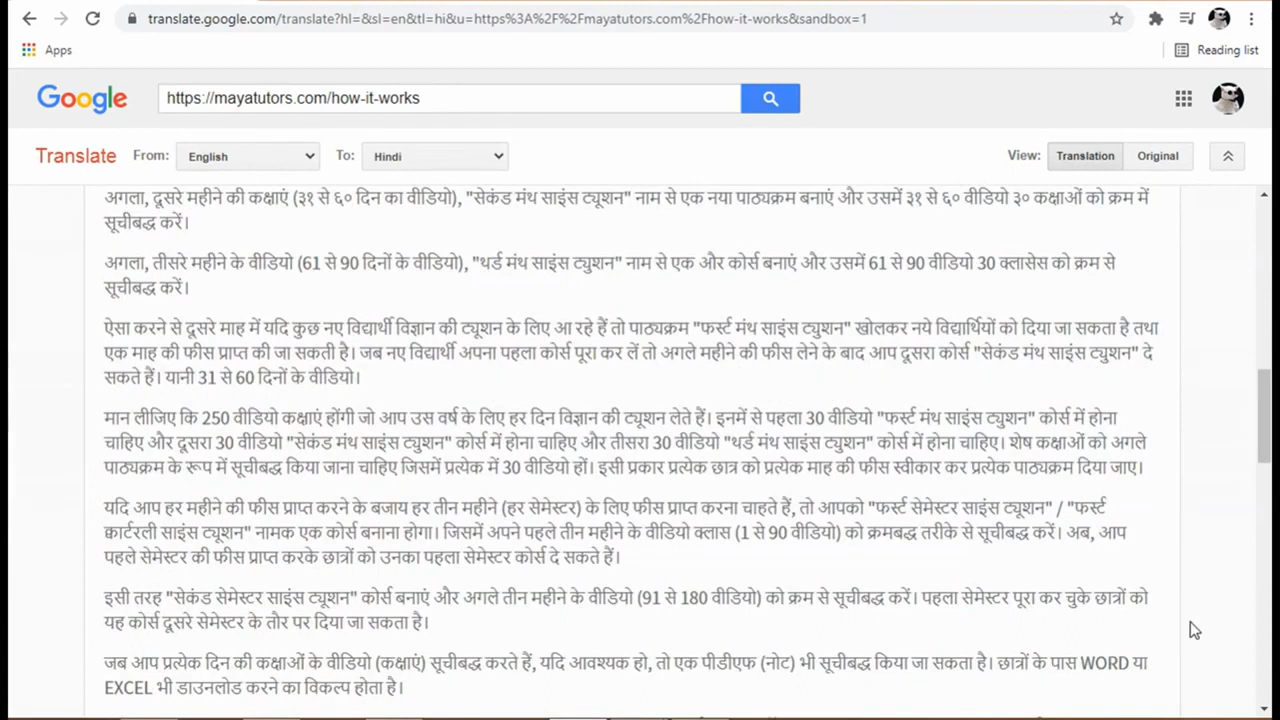 translate.google.com/translate?hl=&sl=en&tl=hi&u=https%3A%2F%2Fmayatutors.com%2Fhow-it-works&sandbox=1
Apps
Reading list
Google
https://mayatutors.com/how-it-works
Translate
From:
English
To:
Hindi
View:
Translation
Original
अगला, दूसरे महीने की कक्षाएं (३१ से ६० दिन का वीडियो), "सेकंड मंथ साइंस ट्यूशन" नाम से एक नया पाठ्यक्रम बनाएं और उसमें ३१ से ६० वीडियो ३० कक्षाओं को क्रम में
सूचीबद्ध करें।
अगला, तीसरे महीने के वीडियो (61 से 90 दिनों के वीडियो), "थर्ड मंथ साइंस ट्युशन" नाम से एक और कोर्स बनाएं और उसमें 61 से 90 वीडियो 30 क्लासेस को क्रम से
सूचीबद्ध करें।
ऐसा करने से दूसरे माह में यदि कुछ नए विद्यार्थी विज्ञान की ट्यूशन के लिए आ रहे हैं तो पाठ्यक्रम "फर्स्ट मंथ साइंस ट्युशन" खोलकर नये विद्यार्थियों को दिया जा सकता है तथा
एक माह की फीस प्राप्त की जा सकती है। जब नए विद्यार्थी अपना पहला कोर्स पूरा कर लें तो अगले महीने की फीस लेने के बाद आप दूसरा कोर्स "सेकंड मंथ साइंस ट्युशन" दे
सकते हैं। यानी 31 से 60 दिनों के वीडियो।
मान लीजिए कि 250 वीडियो कक्षाएं होंगी जो आप उस वर्ष के लिए हर दिन विज्ञान की ट्यूशन लेते हैं। इनमें से पहला 30 वीडियो "फर्स्ट मंथ साइंस ट्युशन" कोर्स में होना
चाहिए और दूसरा 30 वीडियो "सेकंड मंथ साइंस ट्युशन" कोर्स में होना चाहिए और तीसरा 30 वीडियो "थर्ड मंथ साइंस ट्युशन" कोर्स में होना चाहिए। शेष कक्षाओं को अगले
पाठ्यक्रम के रूप में सूचीबद्ध किया जाना चाहिए जिसमें प्रत्येक में 30 वीडियो हों। इसी प्रकार प्रत्येक छात्र को प्रत्येक माह की फीस स्वीकार कर प्रत्येक पाठ्यक्रम दिया जाए।
यदि आप हर महीने की फीस प्राप्त करने के बजाय हर तीन महीने (हर सेमेस्टर) के लिए फीस प्राप्त करना चाहते हैं, तो आपको "फर्स्ट सेमेस्टर साइंस ट्यूशन" / "फर्स्ट
क्वार्टरली साइंस ट्यूशन" नामक एक कोर्स बनाना होगा। जिसमें अपने पहले तीन महीने के वीडियो क्लास (1 से 90 वीडियो) को क्रमबद्ध तरीके से सूचीबद्ध करें। अब, आप
पहले सेमेस्टर की फीस प्राप्त करके छात्रों को उनका पहला सेमेस्टर कोर्स दे सकते हैं।
इसी तरह "सेकंड सेमेस्टर साइंस ट्यूशन" कोर्स बनाएं और अगले तीन महीने के वीडियो (91 से 180 वीडियो) को क्रम से सूचीबद्ध करें। पहला सेमेस्टर पूरा कर चुके छात्रों को
यह कोर्स दूसरे सेमेस्टर के तौर पर दिया जा सकता है।
जब आप प्रत्येक दिन की कक्षाओं के वीडियो (कक्षाएं) सूचीबद्ध करते हैं, यदि आवश्यक हो, तो एक पीडीएफ (नोट) भी सूचीबद्ध किया जा सकता है। छात्रों के पास WORD या
EXCEL भी डाउनलोड करने का विकल्प होता है।